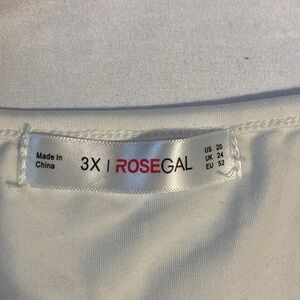 Made In
China
3X | ROSEGAL
US 20
UK 24
EU 52